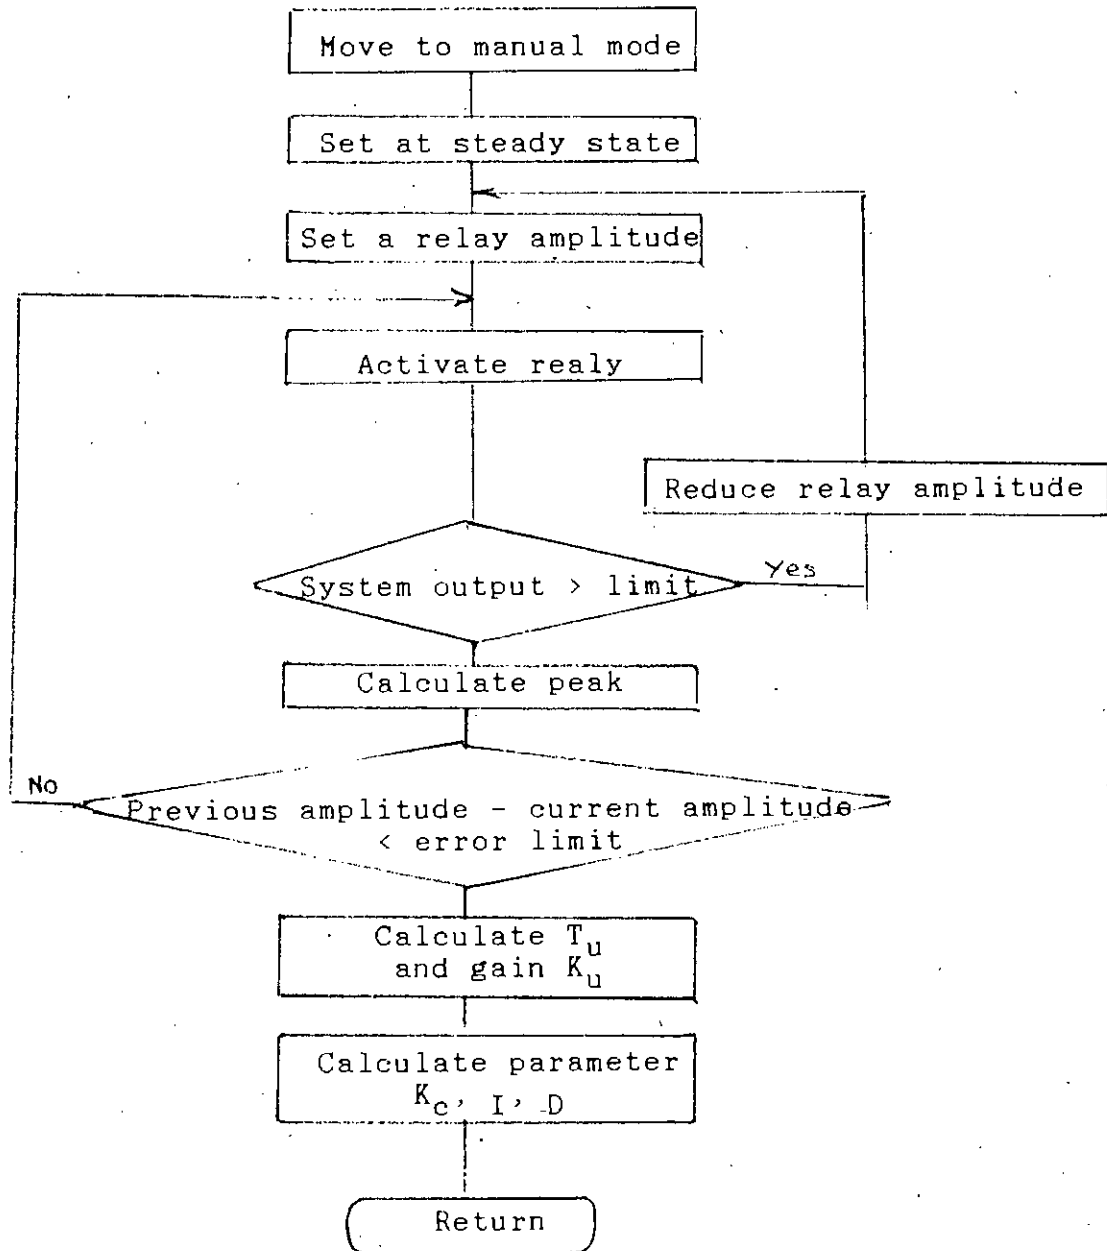 Move to manual mode
Set at steady state
Set a relay amplitude
Activate realy
Reduce relay amplitude
System output > limit
Yes
Calculate peak
No
Previous amplitude - current amplitude
< error limit
Calculate Tu
and gain Ku
Calculate parameter
Kc, I, D
Return